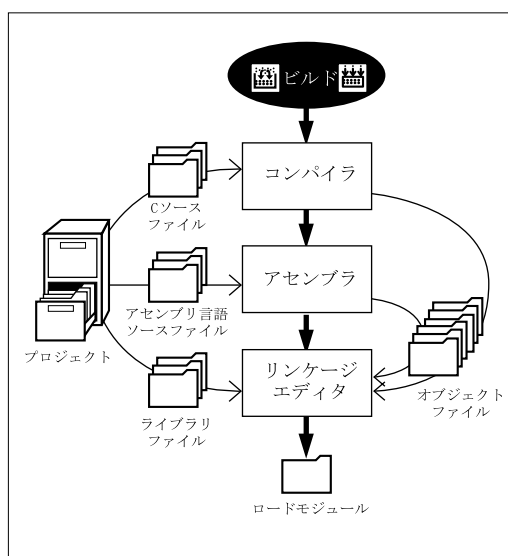 ビルド
コンパイラ
Cソース
ファイル
アセンブラ
アセンブリ言語
ソースファイル
プロジェクト
リンケージ
エディタ
オブジェクト
ファイル
ライブラリ
ファイル
ロードモジュール